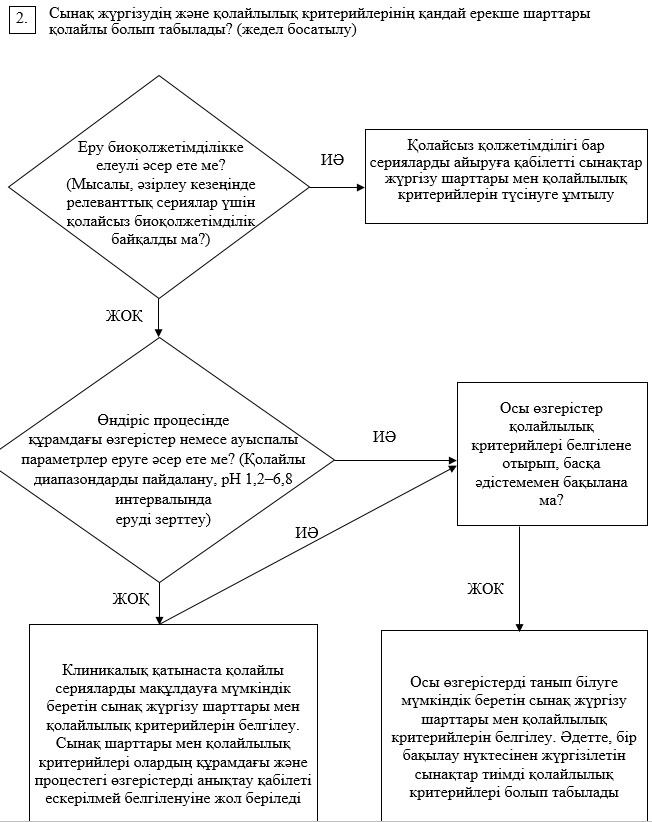 2.
Сынақ жүргізудің және қолайлылық критерийлерінің қандай ерекше шарттары
қолайлы болып табылады? (жедел босатылу)
Еру биоқолжетімділікке
елеулі әсер ете ме?
(Мысалы, әзірлеу кезеңінде
релеванттық сериялар үшін
қолайсыз биоқолжетімділік
байқалды ма?)
ИӘ
Қолайсыз қолжетімділігі бар
серияларды айыруға қабілетті сынақтар
жүргізу шарттары мен қолайлылық
критерийлерін түсінуге ұмтылу
ЖОҚ
Өндіріс процесінде
құрамдағы өзгерістер немесе ауыспалы
параметрлер еруге әсер ете ме? (Қолайлы
диапазондарды пайдалану, рН 1,2–6,8
интервалында
еруді зерттеу)
ИӘ
Осы өзгерістер
қолайлылық
критерийлері белгілене
отырып, басқа
әдістемемен бақылана
ма?
ИӘ
ЖОҚ
ЖОК
Клиникалық қатынаста қолайлы
серияларды мақұлдауға мүмкіндік
беретін сынақ жүргізу шарттары мен
қолайлылық критерийлерін белгілеу.
Сынақ шарттары мен қолайлылық
критерийлері олардың құрамдағы және
процестегі өзгерістерді анықтау қабілеті
ескерілмей белгіленуіне жол беріледі
Осы өзгерістерді танып білуге
мүмкіндік беретін сынақ жүргізу
шарттары мен қолайлылық
критерийлерін белгілеу. Әдетте, бір
бақылау нүктесінен жүргізілетін
сынақтар тиімді қолайлылық
критерийлері болып табылады